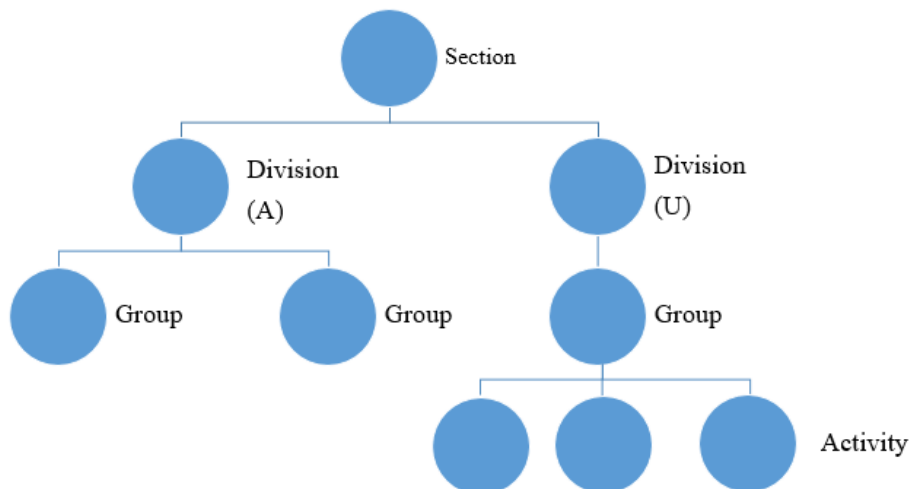 Section
Division
(A)
Division
(U)
Group
Group
Group
Activity